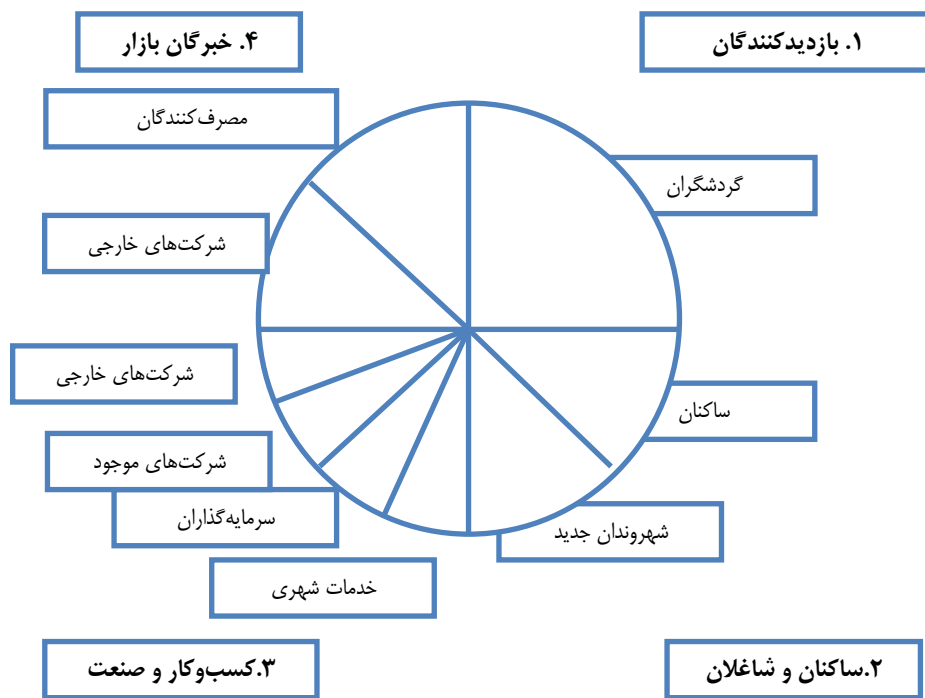 ۱. بازدیدکنندگان
۴. خبرگان بازار
مصرف‌کنندگان
گردشگران
شرکت‌های خارجی
شرکت‌های خارجی
ساکنان
شرکت‌های موجود
سرمایه‌گذاران
شهروندان جدید
خدمات شهری
۲.ساکنان و شاغلان
۳.کسب‌وکار و صنعت